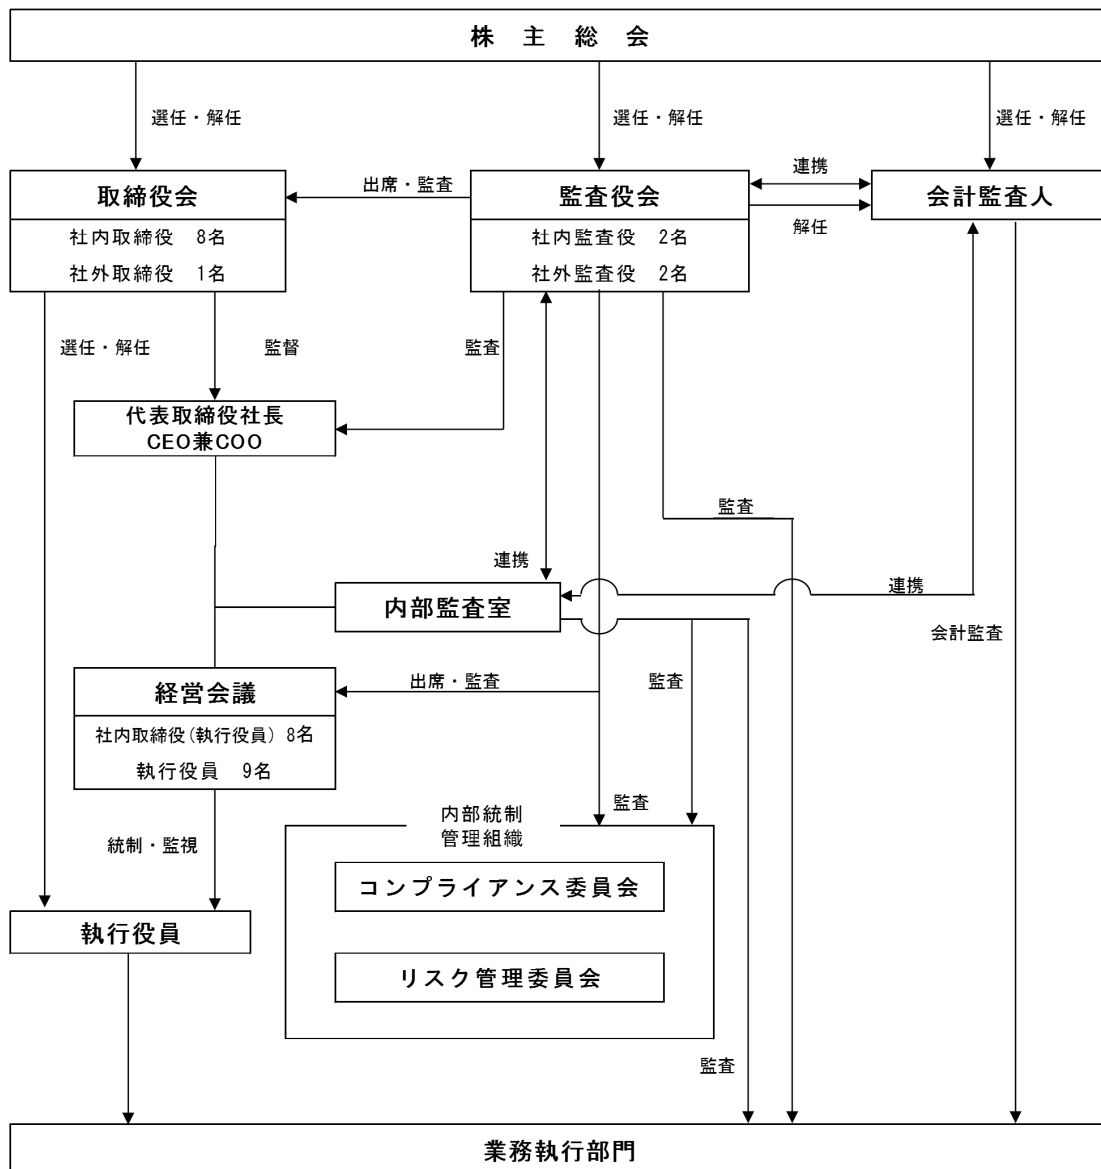 株 主 総 会
選任・解任
選任・解任
選任・解任
取締役会
社内取締役 8名
社外取締役 1名
出席・監査
監査役会
社内監査役 2名
社外監査役 2名
連携
解任
会計監査人
選任・解任
監督
監査
代表取締役社長
CEO兼COO
監査
連携
内部監査室
連携
会計監査
経営会議
社内取締役(執行役員) 8名
執行役員 9名
出席・監査
監査
統制・監視
監査
内部統制
管理組織
コンプライアンス委員会
リスク管理委員会
執行役員
監査
業務執行部門